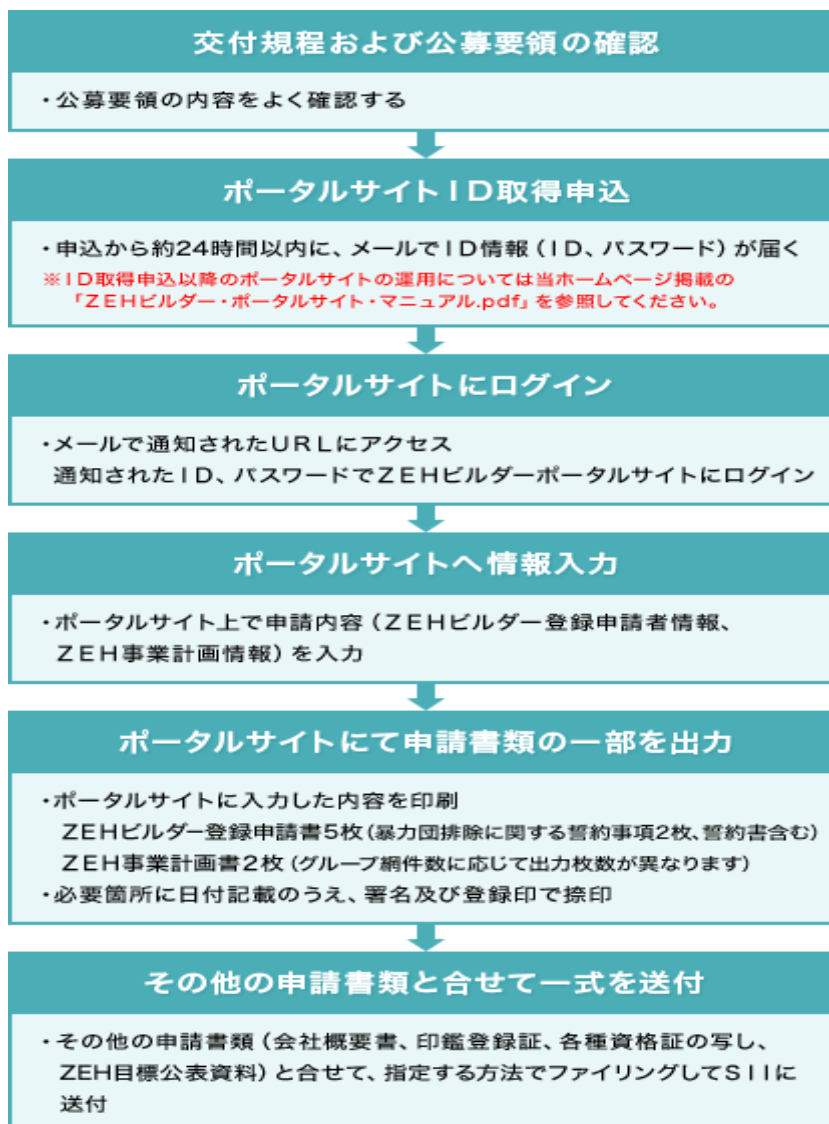 交付規程および公募要領の確認
・公募要領の内容をよく確認する
ポータルサイトID取得申込
・申込から約24時間以内に、メールでID情報（ID、パスワード）が届く
※ID取得申込以降のポータルサイトの運用については当ホームページ掲載の
「ZEHビルダー・ポータルサイト・マニュアル.pdf」を参照してください。
ポータルサイトにログイン
・メールで通知されたURLにアクセス
通知されたID、パスワードでZEHビルダーポータルサイトにログイン
ポータルサイトへ情報入力
・ポータルサイト上で申請内容（ZEHビルダー登録申請者情報、
ZEH事業計画情報）を入力
ポータルサイトにて申請書類の一部を出力
・ポータルサイトに入力した内容を印刷
ZEHビルダー登録申請書5枚（暴力団排除に関する誓約事項2枚、誓約書含む）
ZEH事業計画書2枚（グループ網件数に応じて出力枚数が異なります）
・必要箇所に日付記載のうえ、署名及び登録印で捺印
その他の申請書類と合せて一式を送付
・その他の申請書類（会社概要書、印鑑登録証、各種資格証の写し、
ZEH目標公表資料）と合せて、指定する方法でファイリングしてSIIに
送付